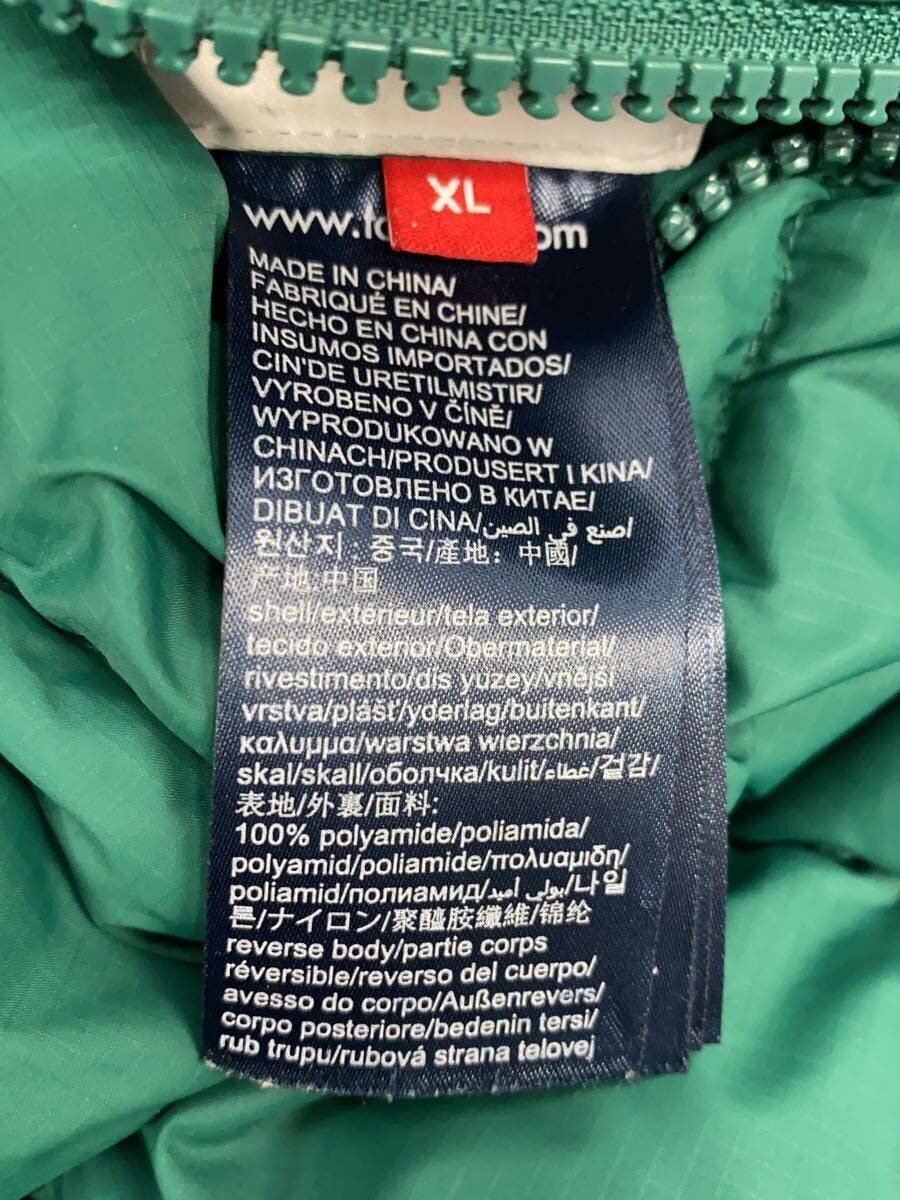 XL
www.to om
MADE IN CHINA/
FABRIQUÉ EN CHINE/
HECHO EN CHINA CON
INSUMOS IMPORTADOS/
CIN'DE URETILMISTIR/
VYROBENO V ČÍNĚ/
WYPRODUKOWANO W
CHINACH/PRODUSERT I KINA/
ИЗГОТОВЛЕНО В КИТАЕ/
DIBUAT DI CINA/اصنع في الصين/
원산지 : 중국/產地: 中國/
产地:中国
shell/extérieur/tela exterior/
tecido exterior/Obermaterial/
rivestimento/dis yuzey/vnější
vrstva/plášť/yderlag/buitenkant/
καλυμμα/warstwa wierzchnia/
skal/skall/оболчка/kulit/غطاء/겉감/
表地/外裏/面料:
100% polyamide/poliamida/
polyamid/poliamide/πολυαμιδη/
poliamid/полиамид/بولي أميد/나일
론/ナイロン/聚醯胺纖維/锦纶
reverse body/partie corps
réversible/reverso del cuerpo/
avesso do corpo/Außenrevers/
corpo posteriore/bedenin tersi/
rub trupu/rubová strana telovej